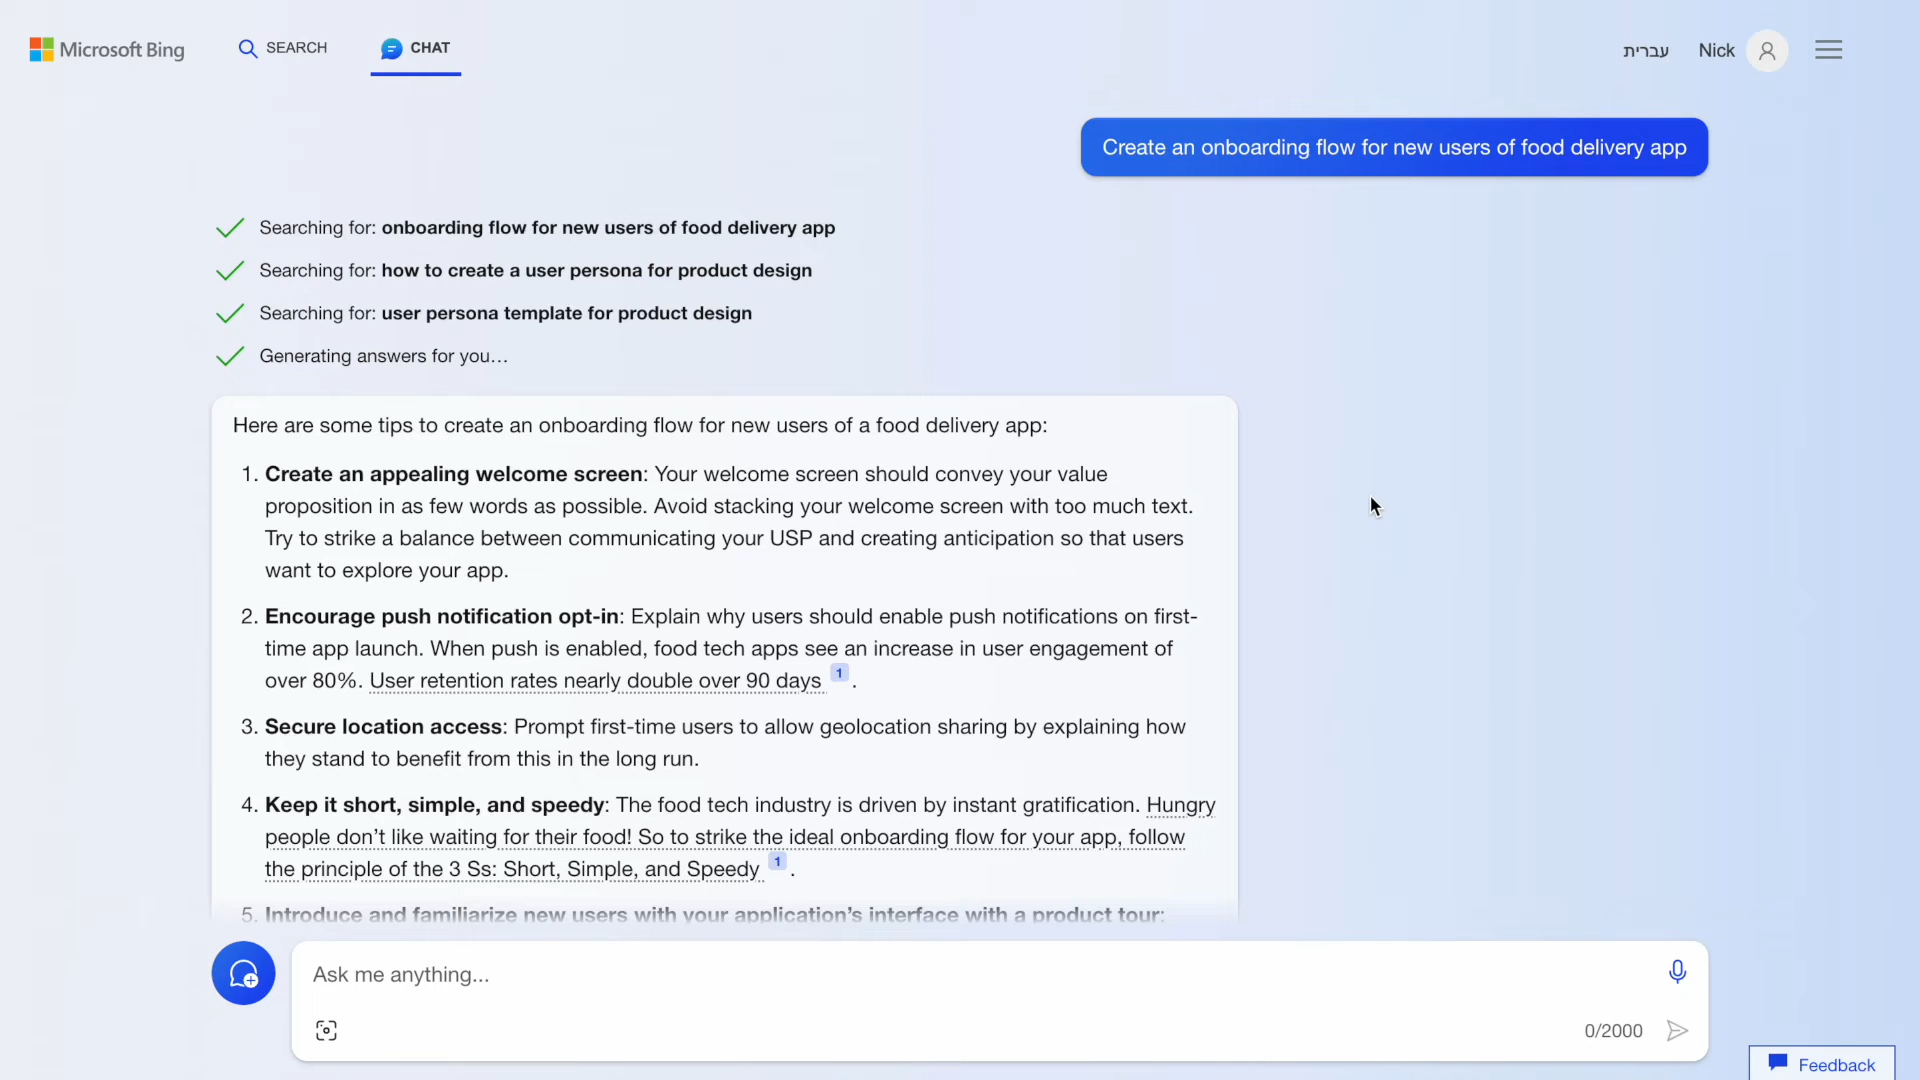 Microsoft Bing
SEARCH
CHAT
עברית
Nick
Create an onboarding flow for new users of food delivery app
Searching for: onboarding flow for new users of food delivery app
Searching for: how to create a user persona for product design
Searching for: user persona template for product design
Generating answers for you…
Here are some tips to create an onboarding flow for new users of a food delivery app:
1. Create an appealing welcome screen: Your welcome screen should convey your value
proposition in as few words as possible. Avoid stacking your welcome screen with too much text.
Try to strike a balance between communicating your USP and creating anticipation so that users
want to explore your app.
2. Encourage push notification opt-in: Explain why users should enable push notifications on first-
time app launch. When push is enabled, food tech apps see an increase in user engagement of
over 80%. User retention rates nearly double over 90 days 1 .
3. Secure location access: Prompt first-time users to allow geolocation sharing by explaining how
they stand to benefit from this in the long run.
4. Keep it short, simple, and speedy: The food tech industry is driven by instant gratification. Hungry
people don’t like waiting for their food! So to strike the ideal onboarding flow for your app, follow
the principle of the 3 Ss: Short, Simple, and Speedy 1 .
5. Introduce and familiarize new users with your application’s interface with a product tour:
Ask me anything...
0/2000
Feedback